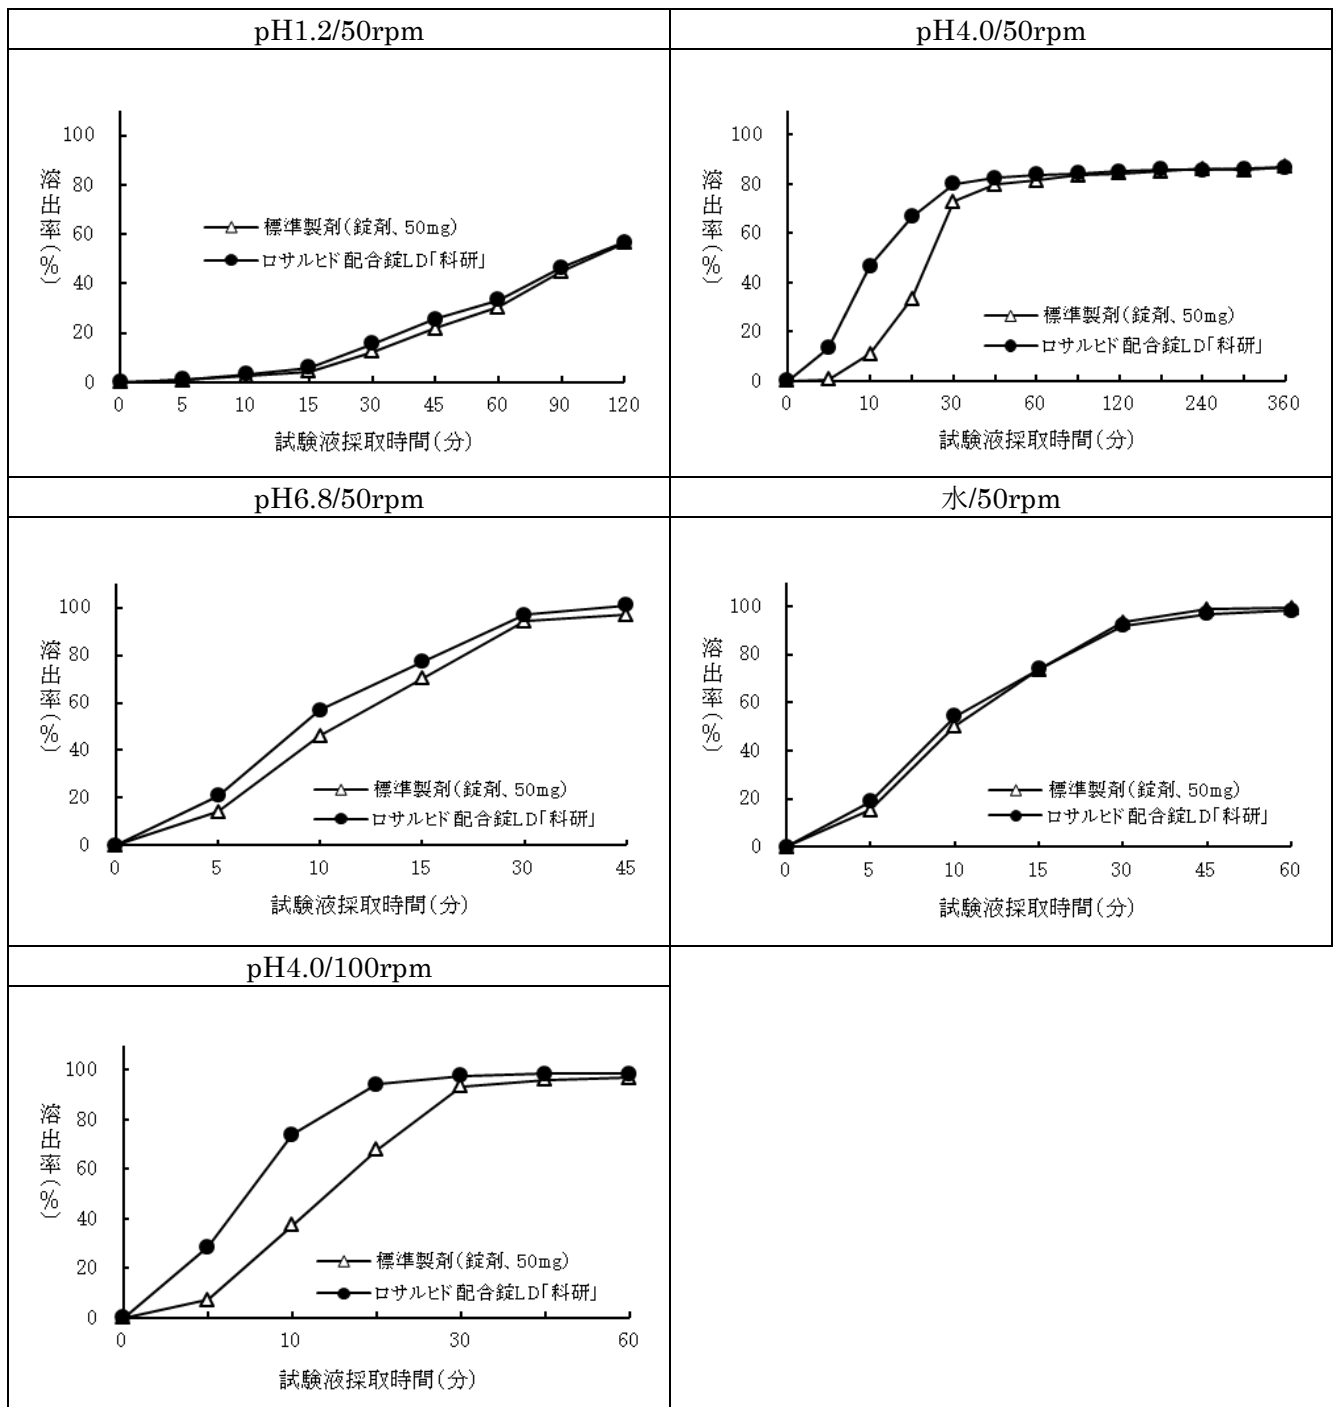 pH1.2/50rpm
溶出率(%)
100
80
60
40
20
0
標準製剤(錠剤、50mg)
ロサルヒド配合錠LD「科研」
0 5 10 15 30 45 60 90 120
試験液採取時間(分)
pH4.0/50rpm
溶出率(%)
100
80
60
40
20
0
標準製剤(錠剤、50mg)
ロサルヒド配合錠LD「科研」
0 10 30 60 120 240 360
試験液採取時間(分)
pH6.8/50rpm
溶出率(%)
100
80
60
40
20
0
標準製剤(錠剤、50mg)
ロサルヒド配合錠LD「科研」
0 5 10 15 30 45
試験液採取時間(分)
水/50rpm
溶出率(%)
100
80
60
40
20
0
標準製剤(錠剤、50mg)
ロサルヒド配合錠LD「科研」
0 5 10 15 30 45 60
試験液採取時間(分)
pH4.0/100rpm
溶出率(%)
100
80
60
40
20
0
標準製剤(錠剤、50mg)
ロサルヒド配合錠LD「科研」
0 10 30 60
試験液採取時間(分)